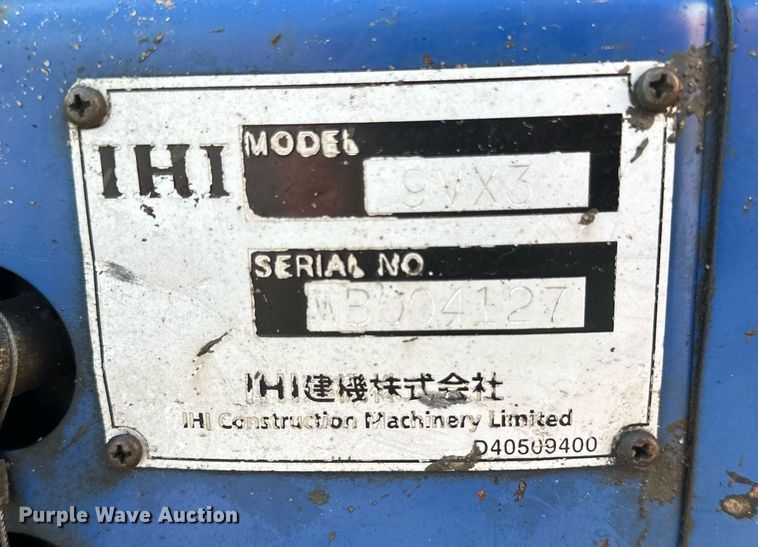 IHI
MODEL
9VX3
SERIAL NO.
WB004127
IHI建機株式会社
IHI Construction Machinery Limited
D40509400
Purple Wave Auction